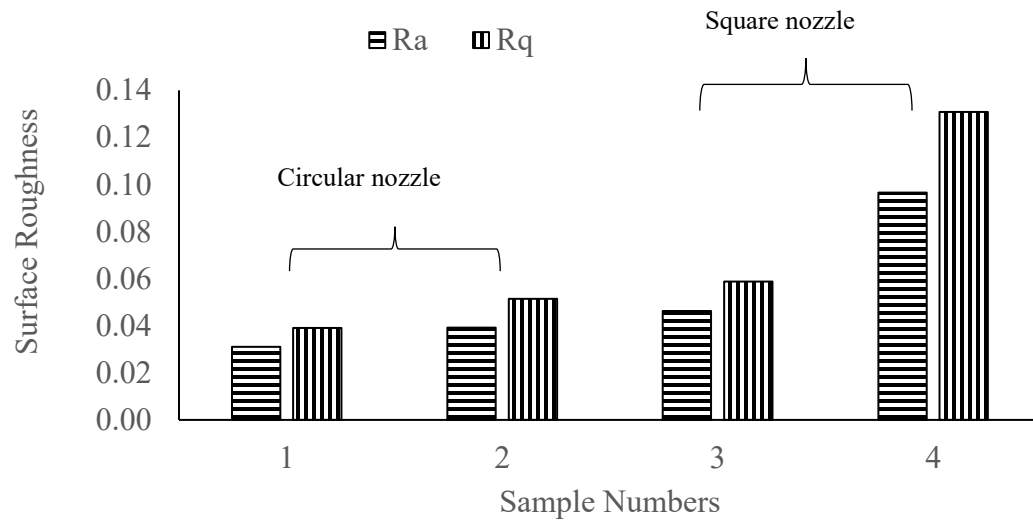 Square nozzle
Ra Rq
0.14
0.12
0.10
0.08
0.06
0.04
0.02
0.00
Surface Roughness
Circular nozzle
1 2 3 4
Sample Numbers